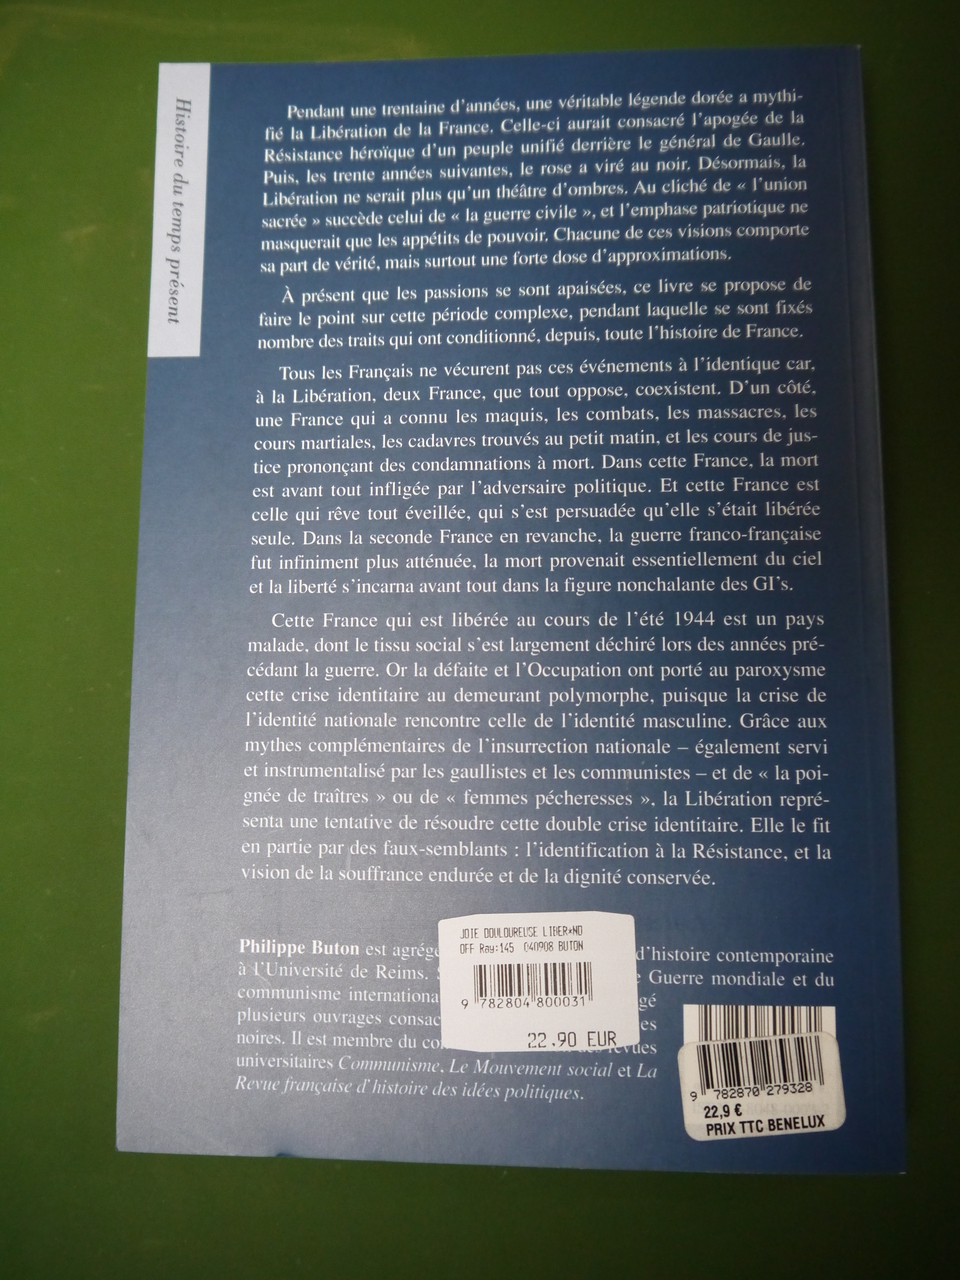 Histoire du temps présent
Pendant une trentaine d'années, une véritable légende dorée a mythi-
fié la Libération de la France. Celle-ci aurait consacré l'apogée de la
Résistance héroïque d'un peuple unifié derrière le général de Gaulle.
Puis, les trente années suivantes, le rose a viré au noir. Désormais, la
Libération ne serait plus qu'un théâtre d'ombres. Au cliché de « l'union
sacrée » succède celui de « la guerre civile », et l'emphase patriotique ne
masquerait que les appétits de pouvoir. Chacune de ces visions comporte
sa part de vérité, mais surtout une forte dose d'approximations.
À présent que les passions se sont apaisées, ce livre se propose de
faire le point sur cette période complexe, pendant laquelle se sont fixés
nombre des traits qui ont conditionné, depuis, toute l'histoire de France.
Tous les Français ne vécurent pas ces événements à l'identique car,
à la Libération, deux France, que tout oppose, coexistent. D'un côté,
une France qui a connu les maquis, les combats, les massacres, les
cours martiales, les cadavres trouvés au petit matin, et les cours de jus-
tice prononçant des condamnations à mort. Dans cette France, la mort
est avant tout infligée par l'adversaire politique. Et cette France est
celle qui rêve tout éveillée, qui s'est persuadée qu'elle s'était libérée
seule. Dans la seconde France en revanche, la guerre franco-française
fut infiniment plus atténuée, la mort provenait essentiellement du ciel
et la liberté s'incarna avant tout dans la figure nonchalante des GI's.
Cette France qui est libérée au cours de l'été 1944 est un pays
malade, dont le tissu social s'est largement déchiré lors des années pré-
cédant la guerre. Or la défaite et l'Occupation ont porté au paroxysme
cette crise identitaire au demeurant polymorphe, puisque la crise de
l'identité nationale rencontre celle de l'identité masculine. Grâce aux
mythes complémentaires de l'insurrection nationale – également servi
et instrumentalisé par les gaullistes et les communistes – et de « la poi-
gnée de traîtres » ou de « femmes pécheresses », la Libération repré-
senta une tentative de résoudre cette double crise identitaire. Elle le fit
en partie par des faux-semblants : l'identification à la Résistance, et la
vision de la souffrance endurée et de la dignité conservée.
Philippe Buton est agrégé d'histoire contemporaine
à l'Université de Reims. Guerre mondiale et du
communisme internationa gé
plusieurs ouvrages consac es
noires. Il est membre du co des revues
universitaires Communisme, Le Mouvement social et La
Revue française d'histoire des idées politiques.
JOIE DOULOUREUSE LIBER*NO
OFF Ray:145 040908 BUTON
9 782804 800031
22.90 EUR
9 782870 279328
22,9 €
PRIX TTC BENELUX